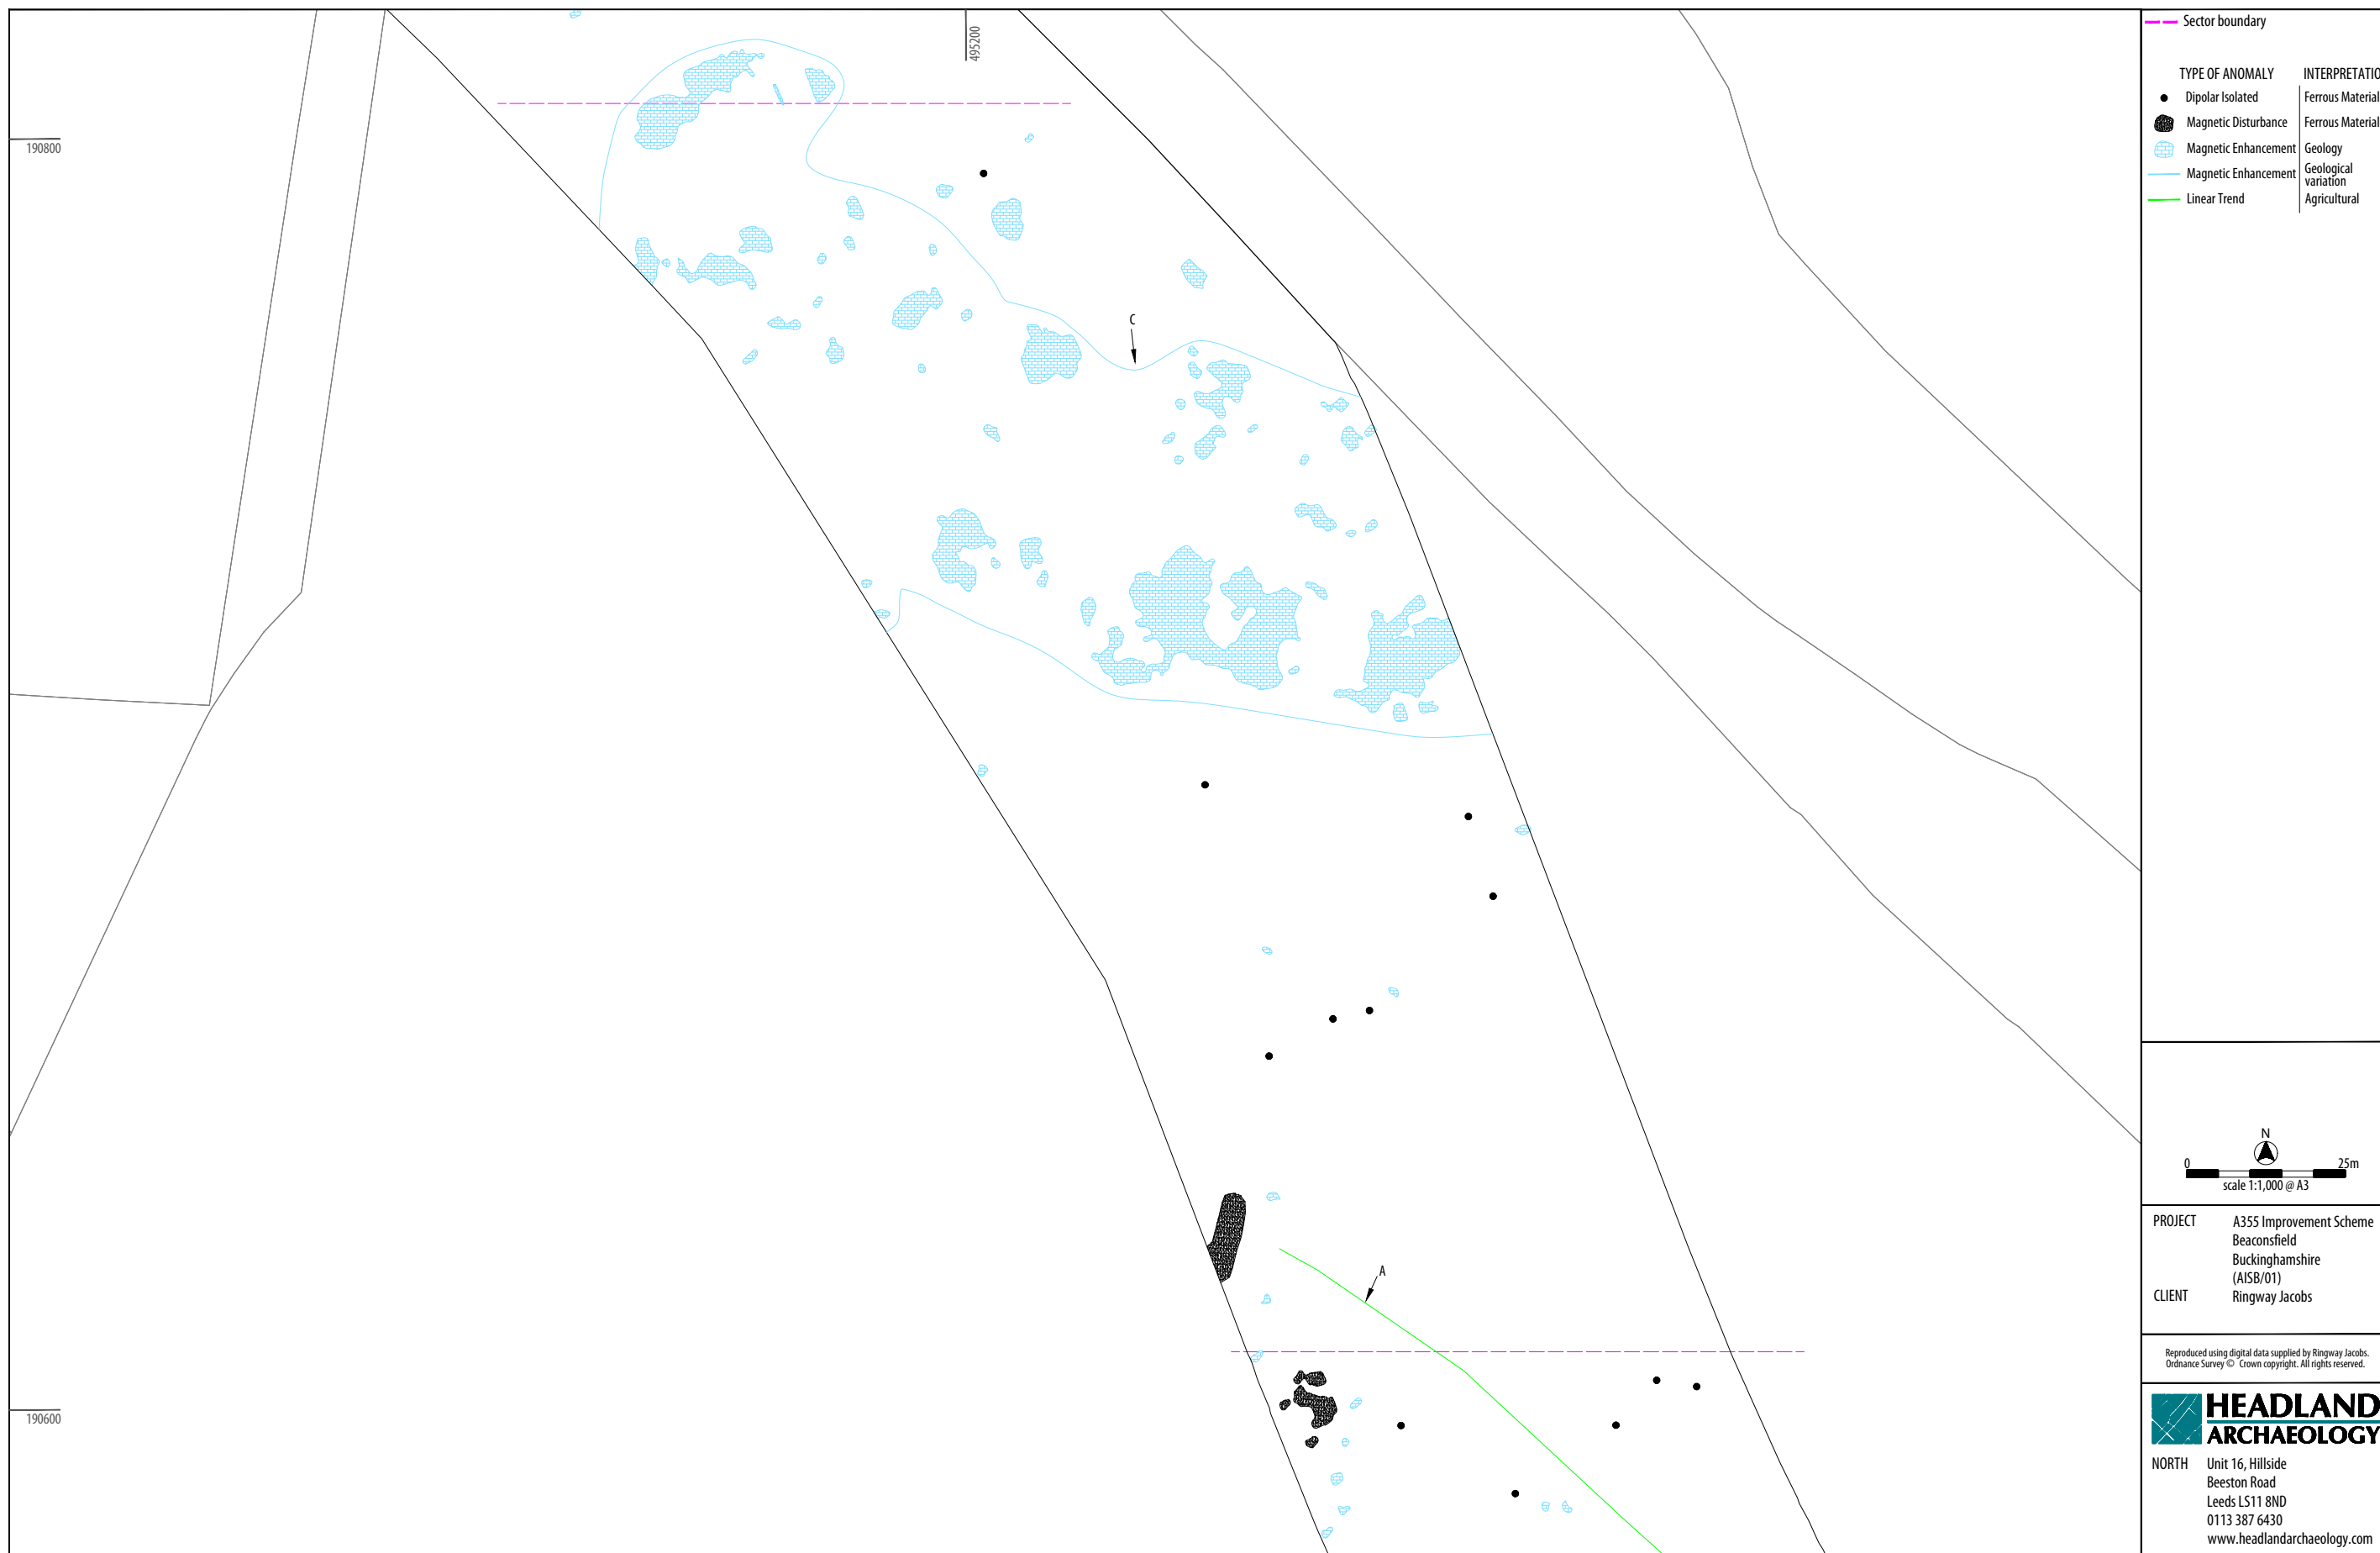 495200
190800
C
A
190600
Sector boundary
TYPE OF ANOMALY INTERPRETATIO
Dipolar Isolated Ferrous Material
Magnetic Disturbance Ferrous Material
Magnetic Enhancement Geology
Magnetic Enhancement Geological
variation
Linear Trend Agricultural
N
0 25m
scale 1:1,000 @ A3
PROJECT A355 Improvement Scheme
Beaconsfield
Buckinghamshire
(AISB/01)
CLIENT Ringway Jacobs
Reproduced using digital data supplied by Ringway Jacobs.
Ordnance Survey © Crown copyright. All rights reserved.
HEADLAND
ARCHAEOLOGY
NORTH Unit 16, Hillside
Beeston Road
Leeds LS11 8ND
0113 387 6430
www.headlandarchaeology.com